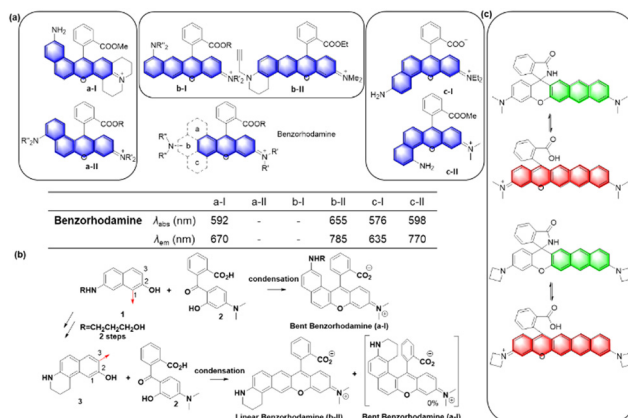 (a)
NH₂
COOMe
a-I
R"₂N
COOR
NR'₂
a-II
NR"₂
COOR
NR'₂
b-I
COOEt
NMe₂
b-II
R"
N
R"
a
b
c
COOR
N
R'
R'
Benzorhodamine
COO⁻
NEt₂
NH₂
c-I
COOMe
N
NH₂
c-II
(c)
a-I a-II b-I b-II c-I c-II
Benzorhodamine λabs (nm) 592 - - 655 576 598
λem (nm) 670 - - 785 635 770
(b)
RHN
OH
1
2
3
1
+
CO₂H
O
HO
N
2
condensation
NHR
CO₂⊖
O
N⊕
Bent Benzorhodamine (a-I)
R=CH₂CH₂CH₂OH
2 steps
HN
OH
1
2
3
3
+
CO₂H
O
HO
N
2
condensation
HN
CO₂⊖
O
N⊕
Linear Benzorhodamine (b-II)
+
HN
CO₂⊖
O
N⊕
0%
Bent Benzorhodamine (a-I)
O
NH
N
O
N
O
OH
N
O
N
O
NH
N
O
N
O
OH
N
O
N